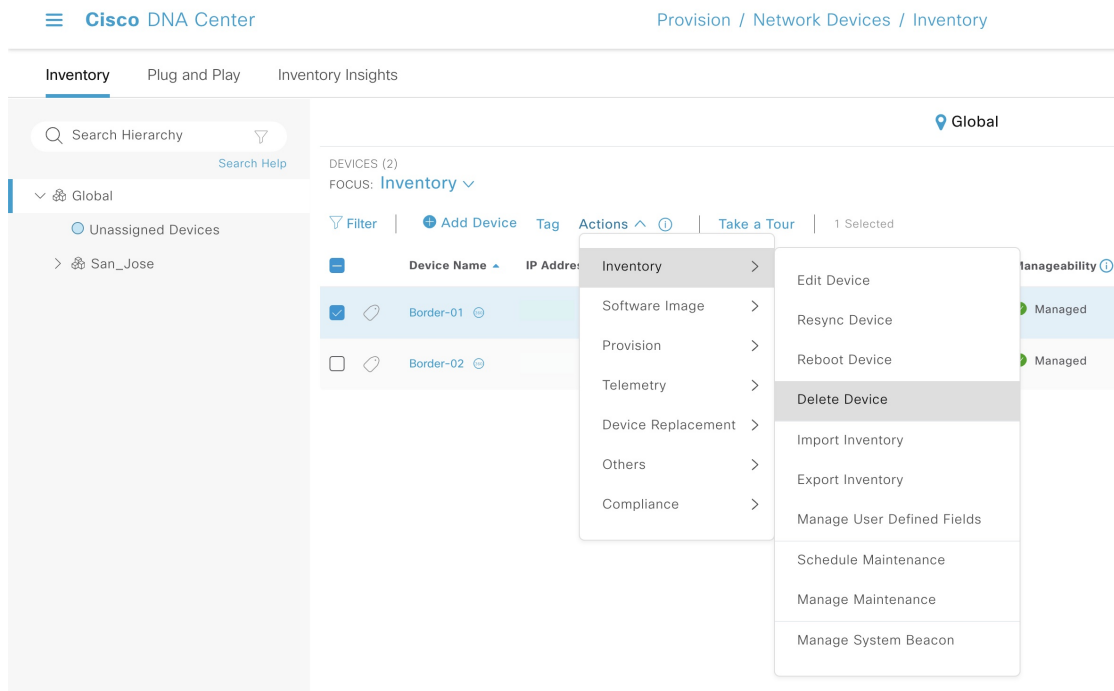 Cisco DNA Center
Provision / Network Devices / Inventory
Inventory
Plug and Play
Inventory Insights
Search Hierarchy
Search Help
Global
Unassigned Devices
San_Jose
Global
DEVICES (2)
FOCUS: Inventory
Filter
Add Device
Tag
Actions
Take a Tour
1 Selected
Device Name
IP Addre
Manageability
Border-01
Managed
Border-02
Managed
Inventory
Software Image
Provision
Telemetry
Device Replacement
Others
Compliance
Edit Device
Resync Device
Reboot Device
Delete Device
Import Inventory
Export Inventory
Manage User Defined Fields
Schedule Maintenance
Manage Maintenance
Manage System Beacon